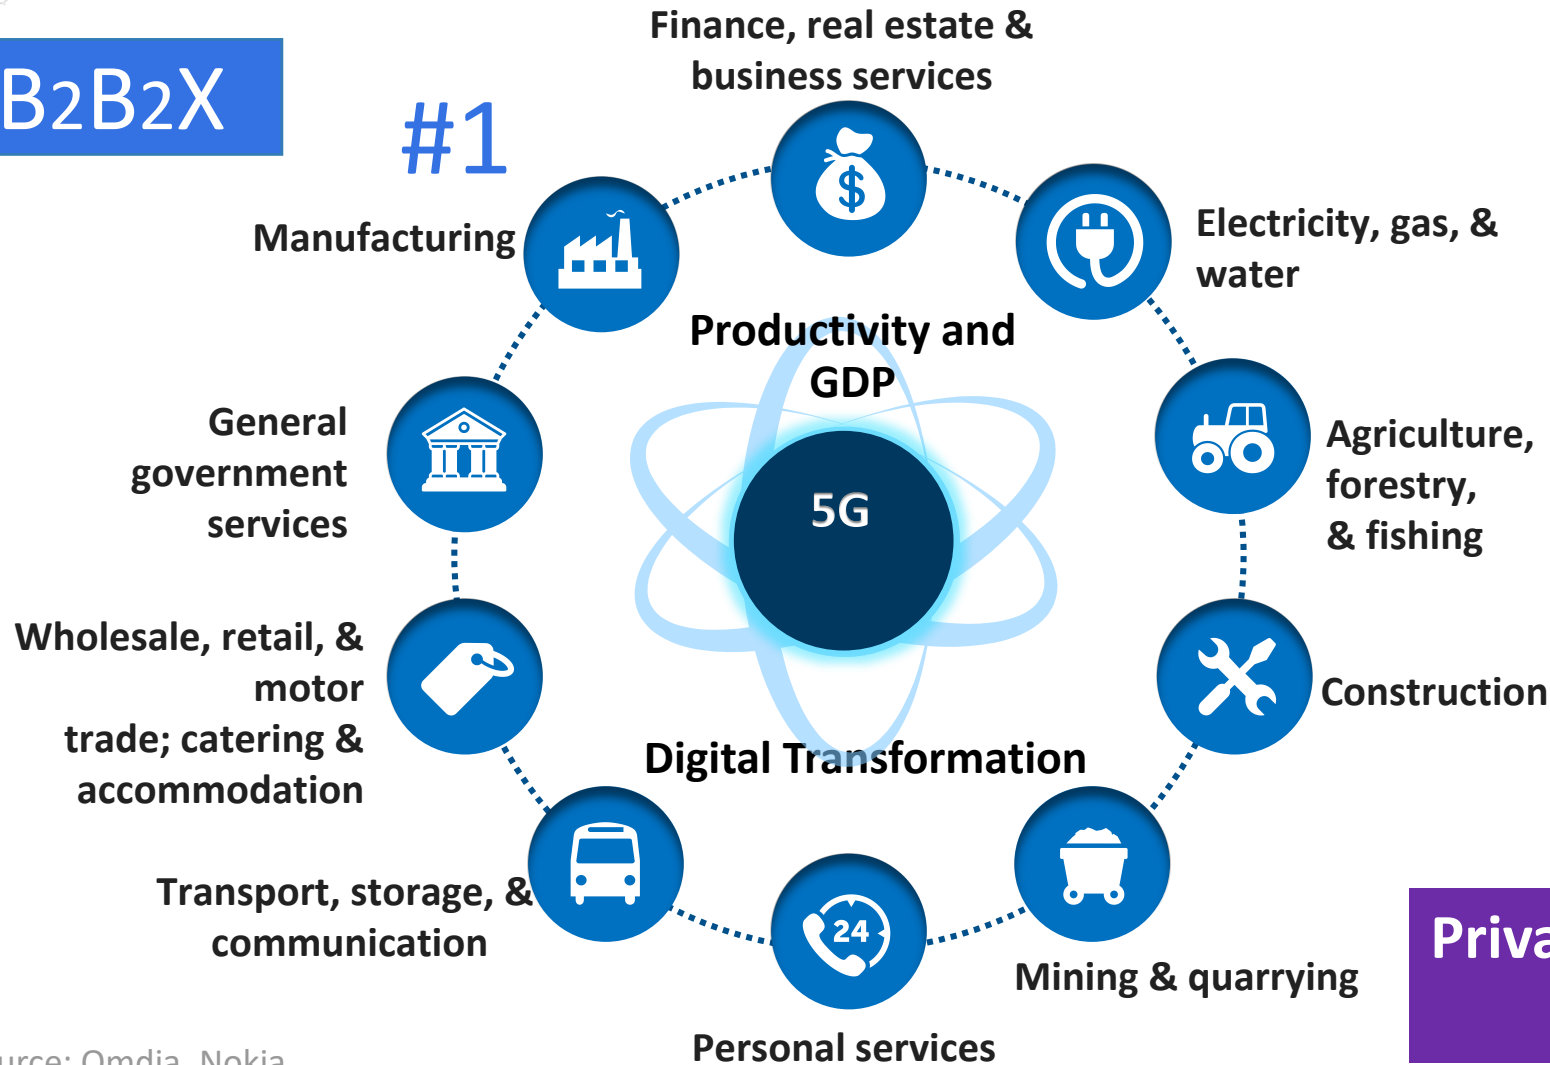 B2B2X
#1
Finance, real estate &
business services
Manufacturing
Electricity, gas, &
water
Productivity and
GDP
General
government
services
5G
Agriculture,
forestry,
& fishing
Wholesale, retail, &
motor
trade; catering &
accommodation
Construction
Digital Transformation
Transport, storage, &
communication
24
Mining & quarrying
Personal services
Omdia, Nokia